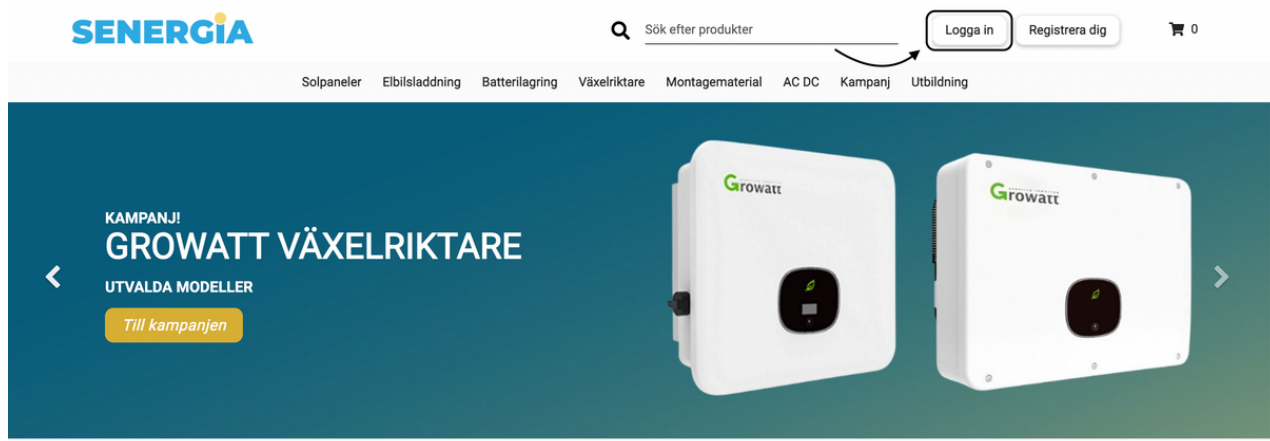 SENERGIA
Sök efter produkter
Logga in
Registrera dig
0
Solpaneler Elbilsladdning Batterilagring Växelriktare Montagematerial AC DC Kampanj Utbildning
KAMPANJ!
GROWATT VÄXELRIKTARE
UTVALDA MODELLER
Till kampanjen
Growatt
Growatt